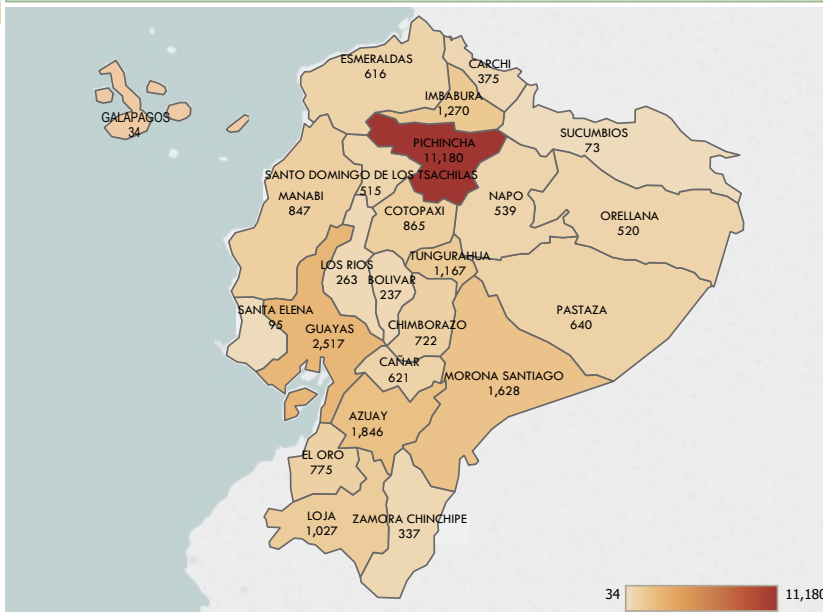 ESMERALDAS
616
CARCHI
375
IMBABURA
1,270
GALAPAGOS
34
SUCUMBIOS
73
PICHINCHA
11,180
SANTO DOMINGO DE LOS TSACHILAS
515
MANABI
847
COTOPAXI
865
NAPO
539
ORELLANA
520
TUNGURAHUA
1,167
LOS RIOS
263
BOLIVAR
237
SANTA ELENA
95
GUAYAS
2,517
CHIMBORAZO
722
PASTAZA
640
CAÑAR
621
MORONA SANTIAGO
1,628
AZUAY
1,846
EL ORO
775
LOJA
1,027
ZAMORA CHINCHIPE
337
34
11,180